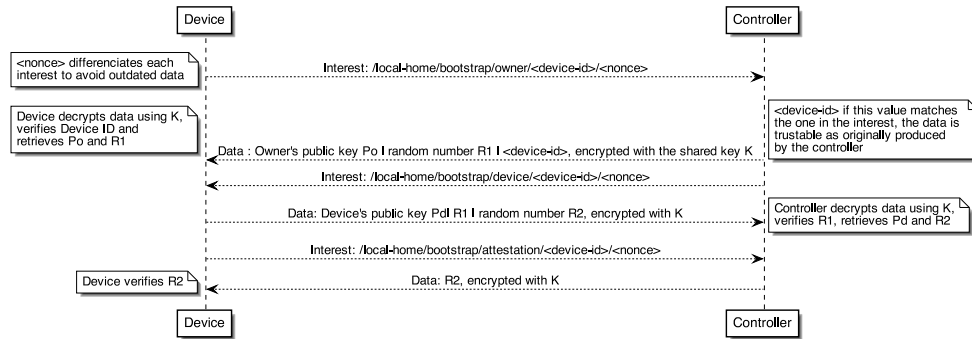 Device
Controller
<nonce> differenciates each
interest to avoid outdated data
Interest: /local-home/bootstrap/owner/<device-id>/<nonce>
Device decrypts data using K,
verifies Device ID and
retrieves Po and R1
<device-id> if this value matches
the one in the interest, the data is
trustable as originally produced
by the controller
Data : Owner's public key Po | random number R1 | <device-id>, encrypted with the shared key K
Interest: /local-home/bootstrap/device/<device-id>/<nonce>
Data: Device's public key Pd| R1 | random number R2, encrypted with K
Controller decrypts data using K,
verifies R1, retrieves Pd and R2
Interest: /local-home/bootstrap/attestation/<device-id>/<nonce>
Device verifies R2
Data: R2, encrypted with K
Device
Controller